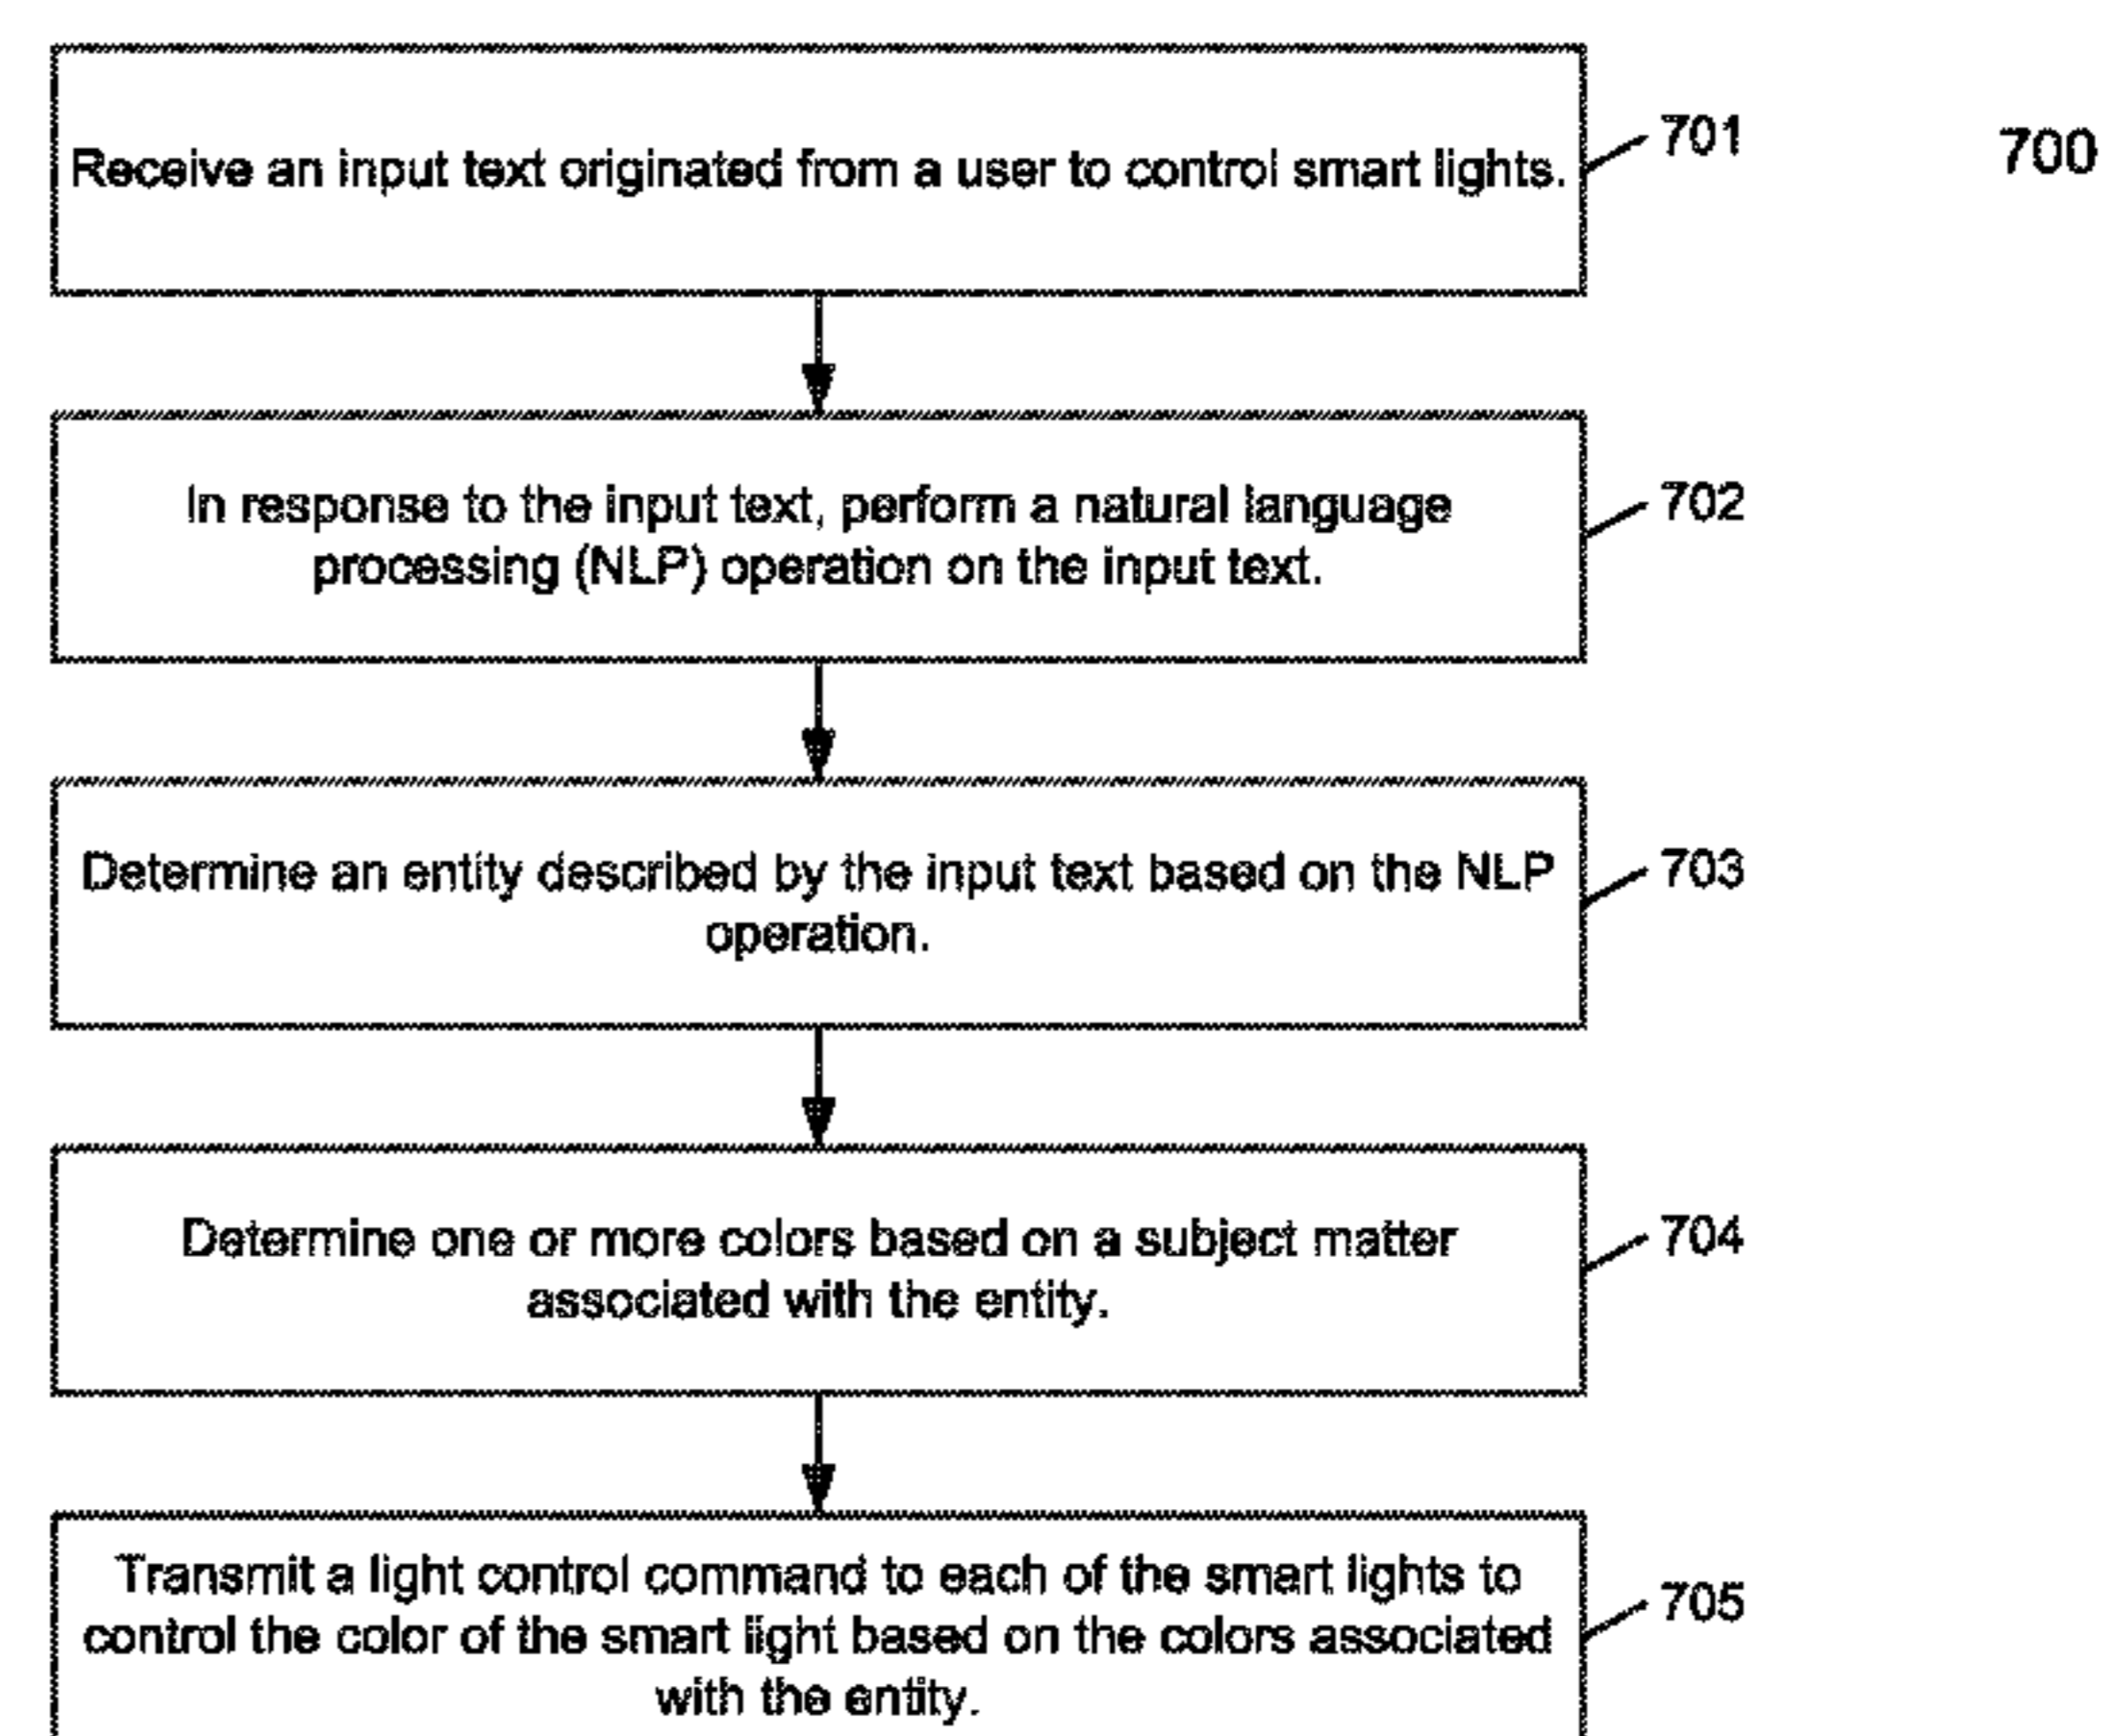 Receive an input text originated from a user to control smart lights.
701
700
In response to the input text, perform a natural language
processing (NLP) operation on the input text.
702
Determine an entity described by the input text based on the NLP
operation.
703
Determine one or more colors based on a subject matter
associated with the entity.
704
Transmit a light control command to each of the smart lights to
control the color of the smart light based on the colors associated
with the entity.
705